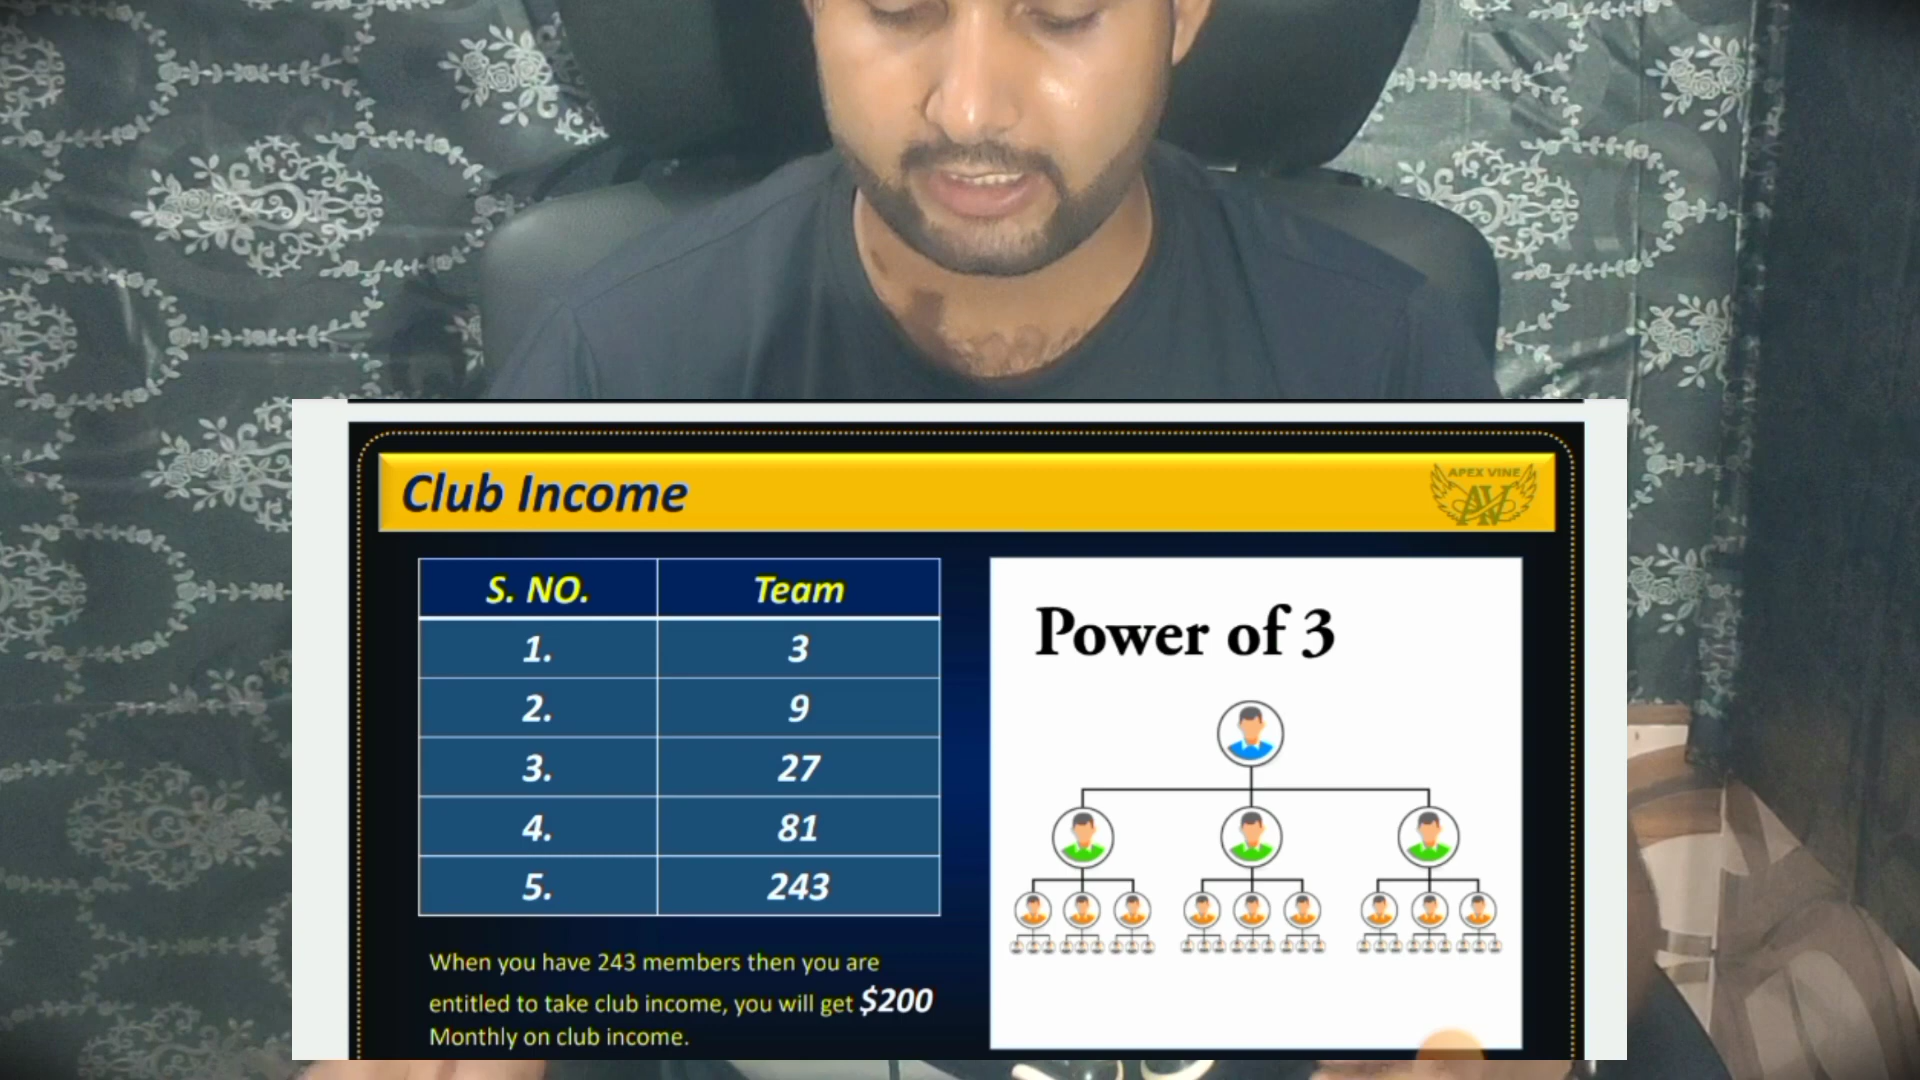 Club Income
APEX VINE
AV
S. NO. Team
1. 3
2. 9
3. 27
4. 81
5. 243
When you have 243 members then you are
entitled to take club income, you will get $200
Monthly on club income.
Power of 3